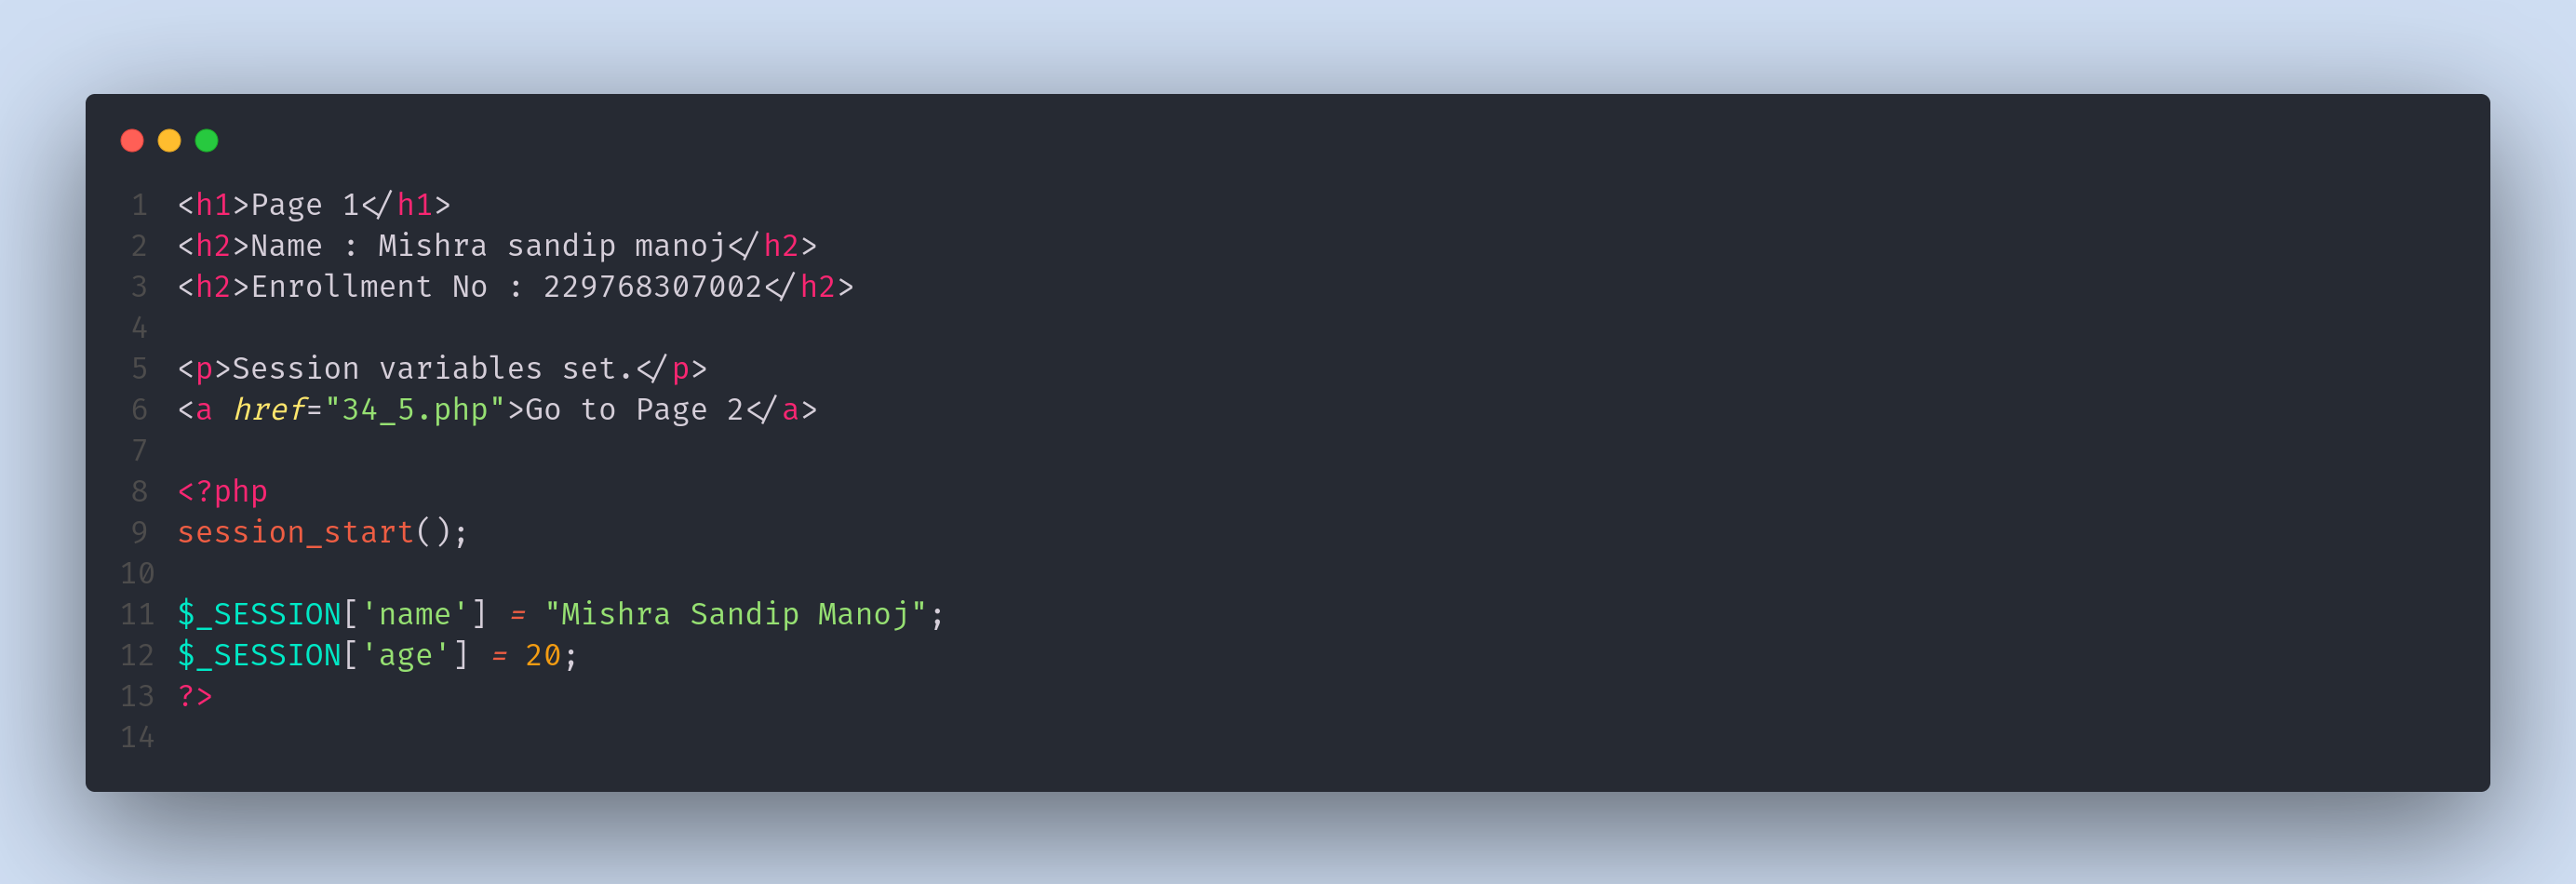 1 <h1>Page 1</h1>
2 <h2>Name : Mishra sandip manoj</h2>
3 <h2>Enrollment No : 229768307002</h2>
4
5 <p>Session variables set.</p>
6 <a href="34_5.php">Go to Page 2</a>
7
8 <?php
9 session_start();
10
11 $_SESSION['name'] = "Mishra Sandip Manoj";
12 $_SESSION['age'] = 20;
13 ?>
14